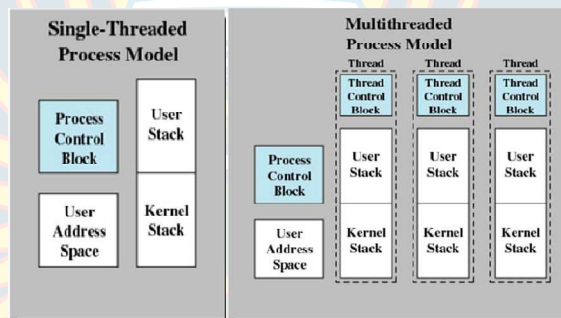 Single-Threaded
Process Model
Process
Control
Block
User
Stack
User
Address
Space
Kernel
Stack
Multithreaded
Process Model
Thread
Thread
Thread
Thread
Control
Block
Thread
Control
Block
Thread
Control
Block
Process
Control
Block
User
Stack
User
Stack
User
Stack
User
Address
Space
Kernel
Stack
Kernel
Stack
Kernel
Stack